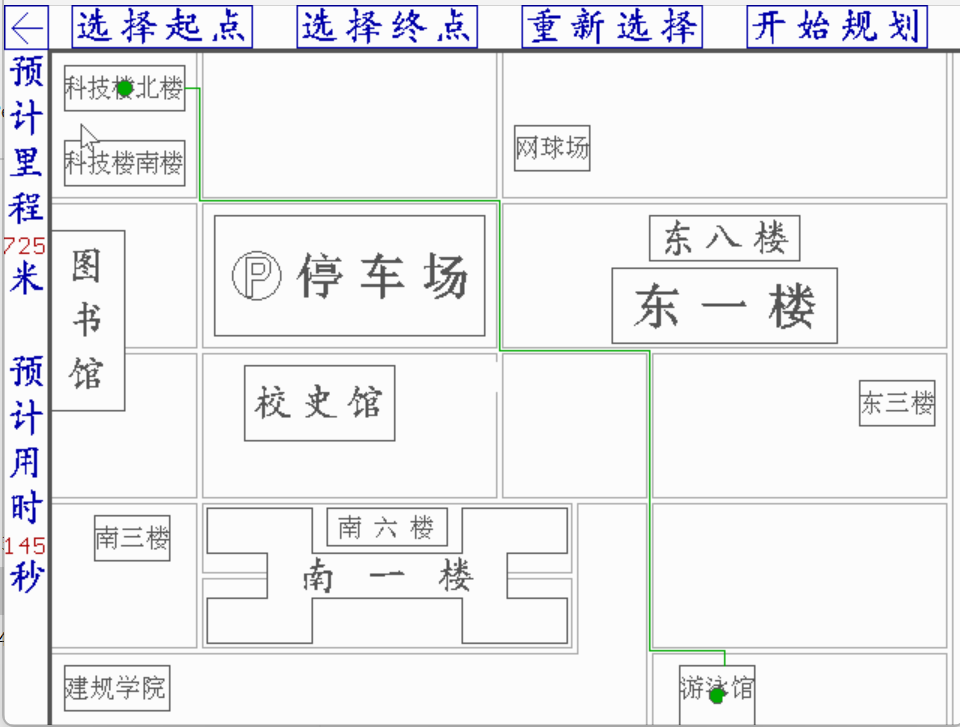 选择起点
选择终点
重新选择
开始规划
预计里程
725
米
预计用时
145
秒
科技楼北楼
科技楼南楼
网球场
图书馆
P 停车场
东八楼
东一楼
校史馆
东三楼
南三楼
南六楼
南一楼
建规学院
游泳馆